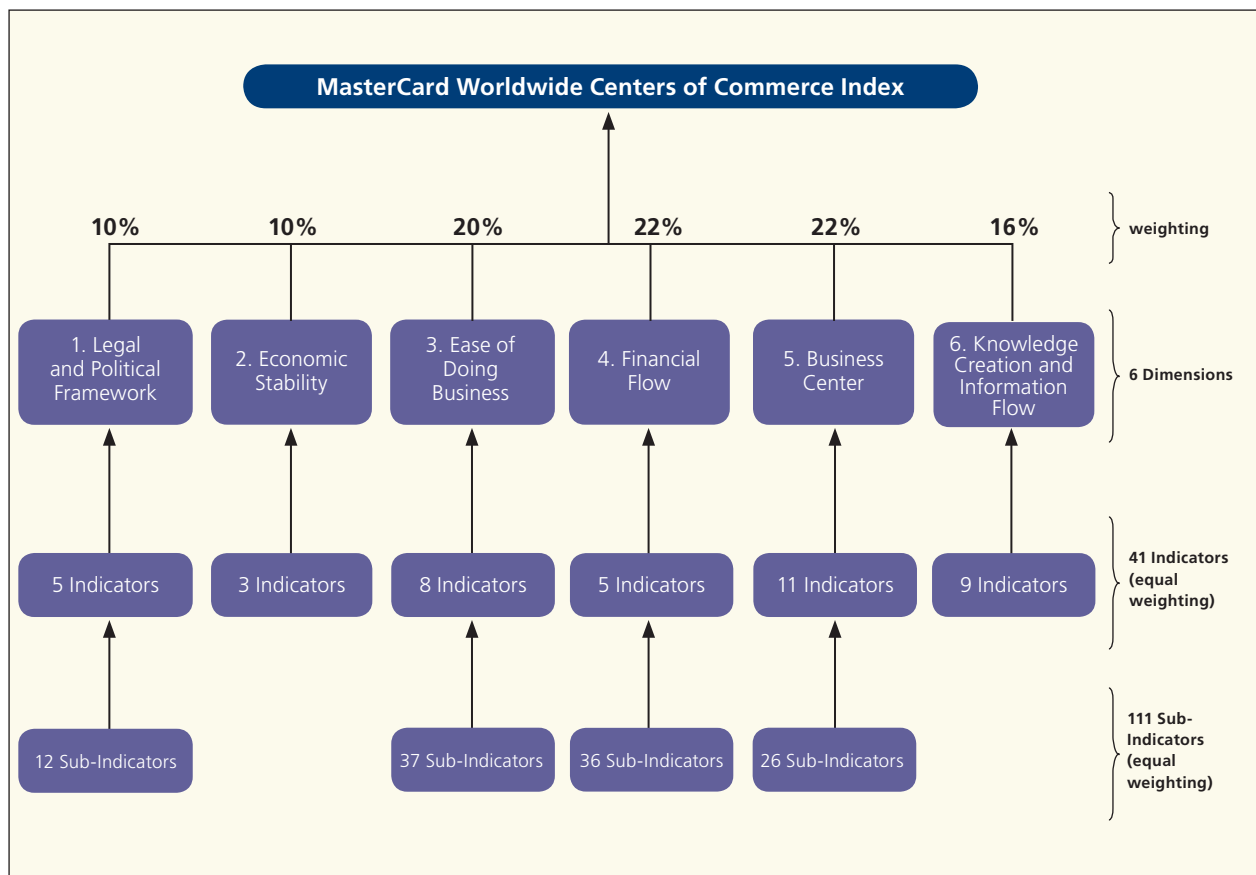 MasterCard Worldwide Centers of Commerce Index
10%
10%
20%
22%
22%
16%
weighting
1. Legal
and Political
Framework
2. Economic
Stability
3. Ease of
Doing
Business
4. Financial
Flow
5. Business
Center
6. Knowledge
Creation and
Information
Flow
6 Dimensions
5 Indicators
3 Indicators
8 Indicators
5 Indicators
11 Indicators
9 Indicators
41 Indicators
(equal
weighting)
12 Sub-Indicators
37 Sub-Indicators
36 Sub-Indicators
26 Sub-Indicators
111 Sub-
Indicators
(equal
weighting)